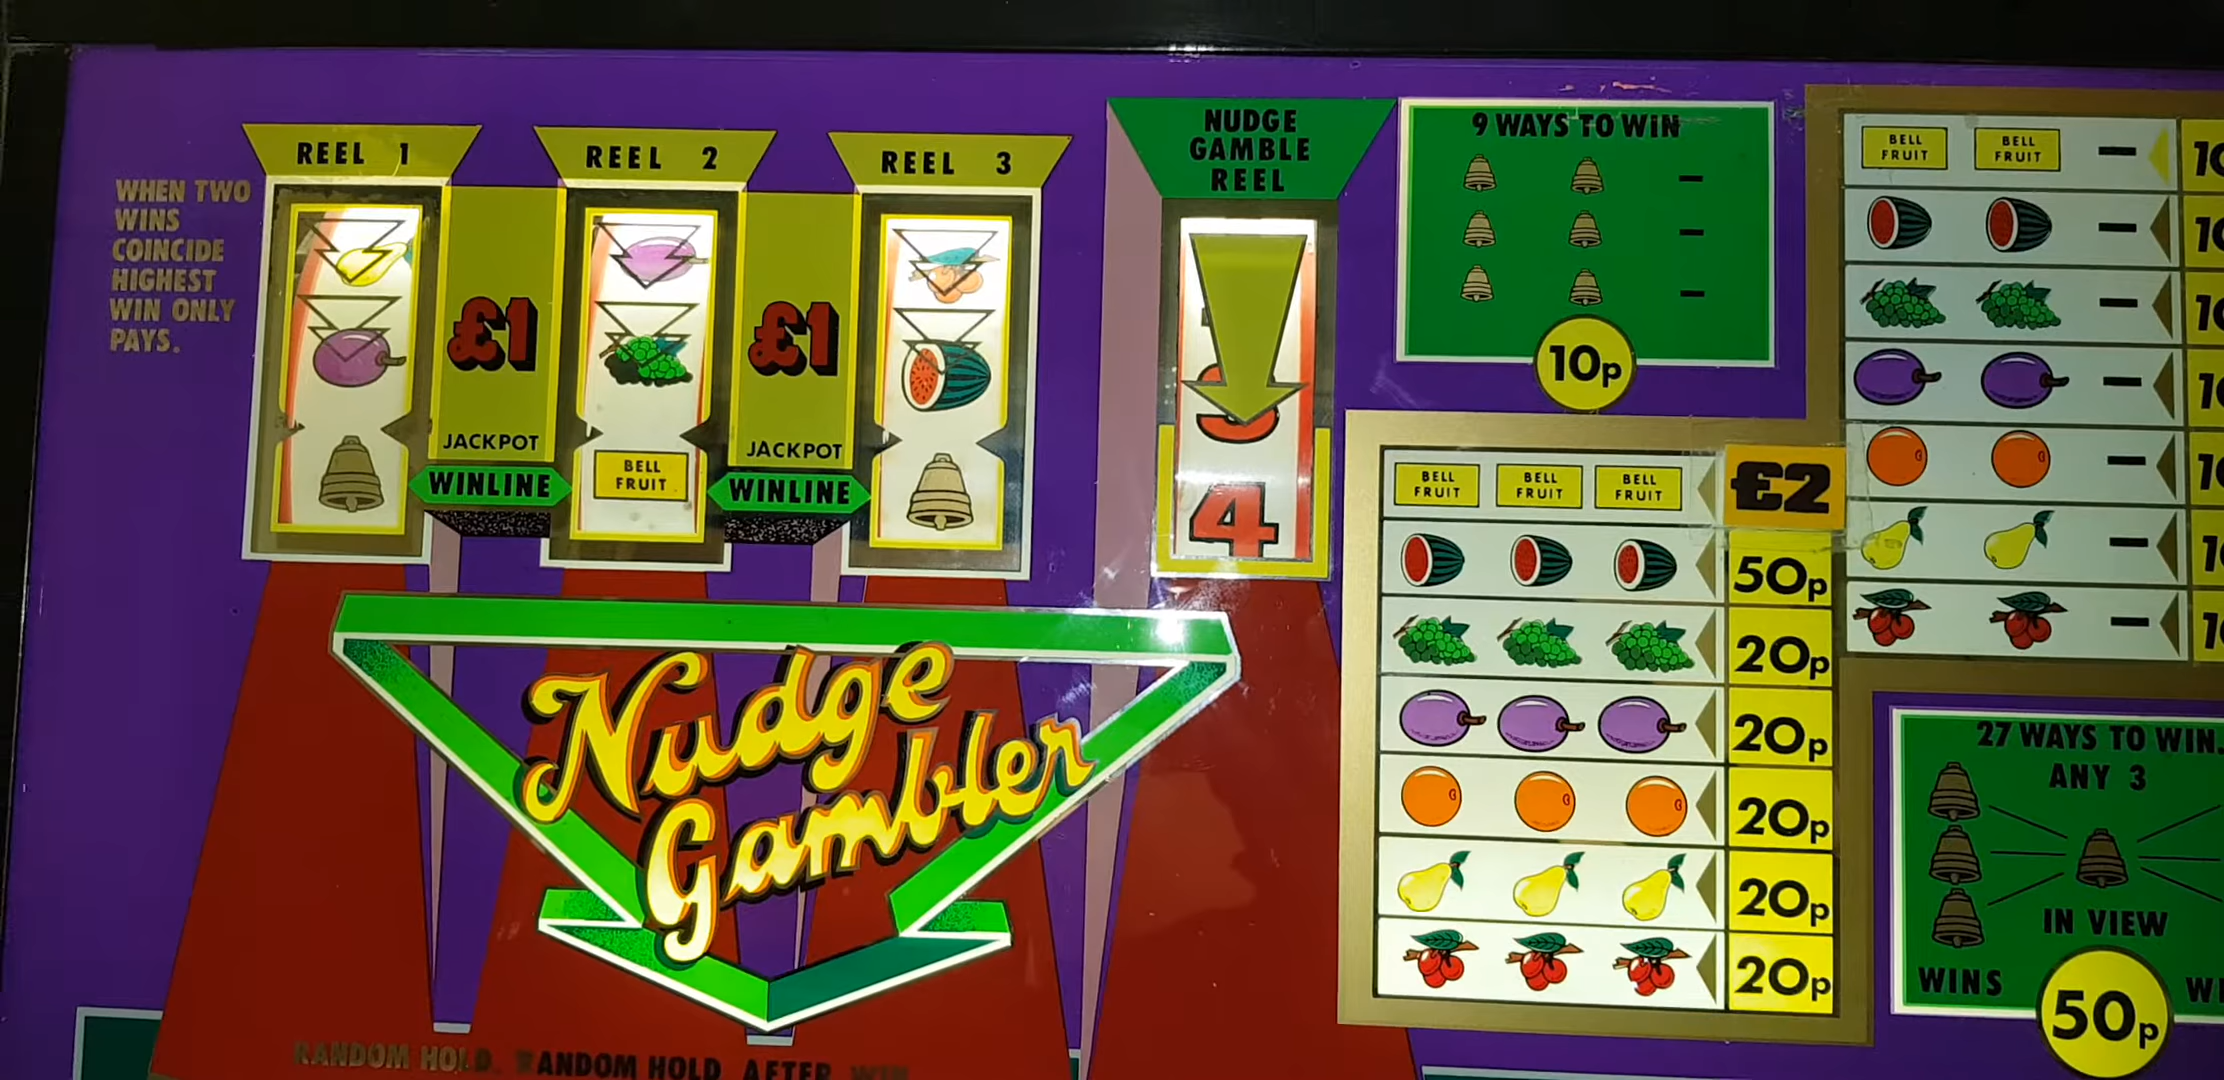 REEL 1
REEL 2
REEL 3
WHEN TWO
WINS
COINCIDE
HIGHEST
WIN ONLY
PAYS.
£1
JACKPOT
WINLINE
£1
JACKPOT
WINLINE
BELL
FRUIT
NUDGE
GAMBLE
REEL
4
Nudge
Gambler
RANDOM HOLD. RANDOM HOLD AFTER WIN
9 WAYS TO WIN
10p
BELL FRUIT BELL FRUIT BELL FRUIT £2
50p
20p
20p
20p
20p
20p
BELL FRUIT BELL FRUIT
27 WAYS TO WIN.
ANY 3
IN VIEW
WINS
50p